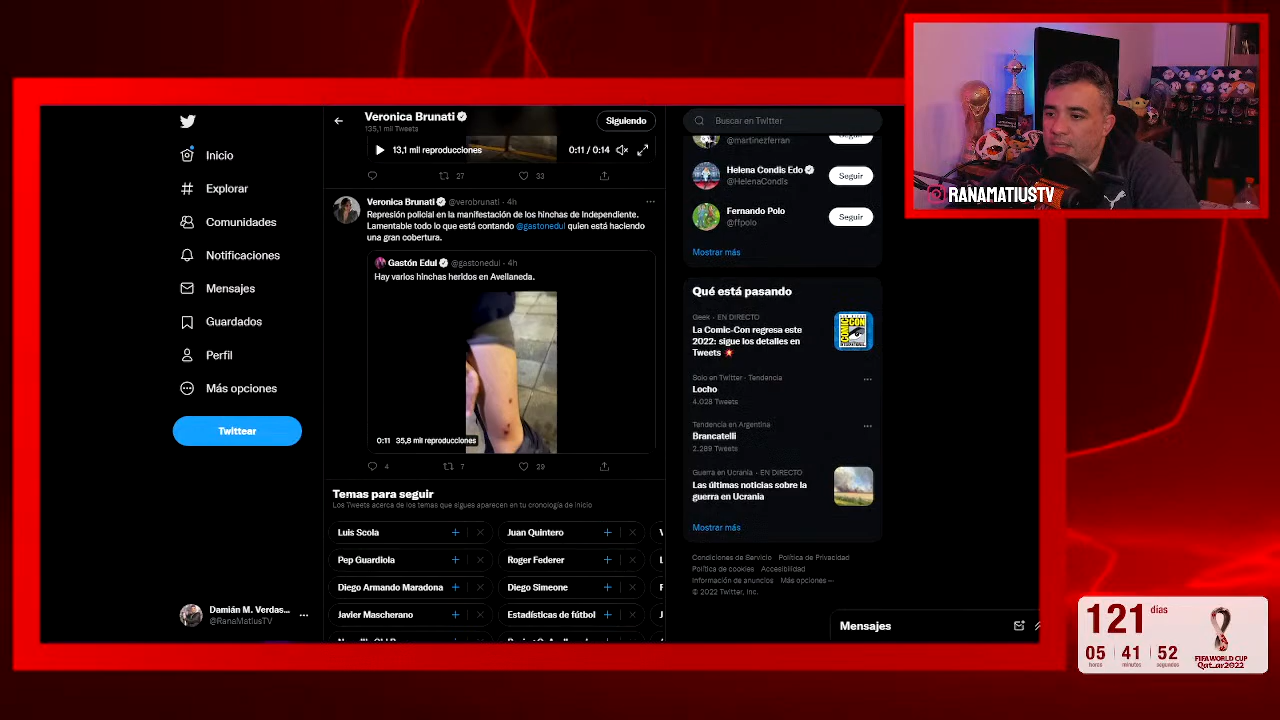 Inicio
Explorar
Comunidades
Notificaciones
Mensajes
Guardados
Perfil
Más opciones
Twittear
Damián M. Verdas...
@RanaMatiusTV
Veronica Brunati
135,1 mil Tweets
Siguiendo
13,1 mil reproducciones
0:11 / 0:14
27
33
Veronica Brunati @verobrunati · 4h
Represión policial en la manifestación de los hinchas de Independiente.
Lamentable todo lo que está contando @gastonedul quien está haciendo
una gran cobertura.
Gastón Edul @gastonedul · 4h
Hay varios hinchas heridos en Avellaneda.
0:11 35,8 mil reproducciones
4
7
29
Temas para seguir
Los Tweets acerca de los temas que sigues aparecen en tu cronología de Inicio
Luis Scola
Juan Quintero
Pep Guardiola
Roger Federer
Diego Armando Maradona
Diego Simeone
Javier Mascherano
Estadísticas de fútbol
Buscar en Twitter
@martinezferran
Helena Condis Edo
@HelenaCondis
Seguir
Fernando Polo
@ffpolo
Seguir
Mostrar más
Qué está pasando
Geek · EN DIRECTO
La Comic-Con regresa este
2022: sigue los detalles en
Tweets
COMIC
CON
INTERNATIONAL
Solo en Twitter · Tendencia
Locho
4.028 Tweets
Tendencia en Argentina
Brancatelli
2.289 Tweets
Guerra en Ucrania · EN DIRECTO
Las últimas noticias sobre la
guerra en Ucrania
Mostrar más
Condiciones de Servicio Política de Privacidad
Política de cookies Accesibilidad
Información de anuncios Más opciones
© 2022 Twitter, Inc.
Mensajes
RANAMATIUSTV
121 días
05 41 52
horas minutos segundos
FIFA WORLD CUP
Qatar2022